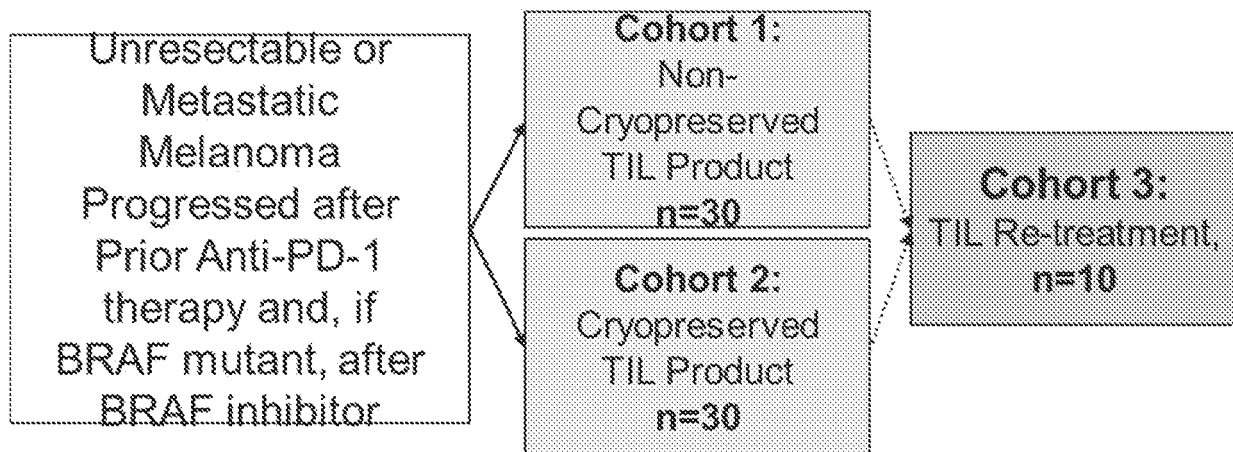 Unresectable or
Metastatic
Melanoma
Progressed after
Prior Anti-PD-1
therapy and, if
BRAF mutant, after
BRAF inhibitor
Cohort 1:
Non-
Cryopreserved
TIL Product
n=30
Cohort 2:
Cryopreserved
TIL Product
n=30
Cohort 3:
TIL Re-treatment,
n=10